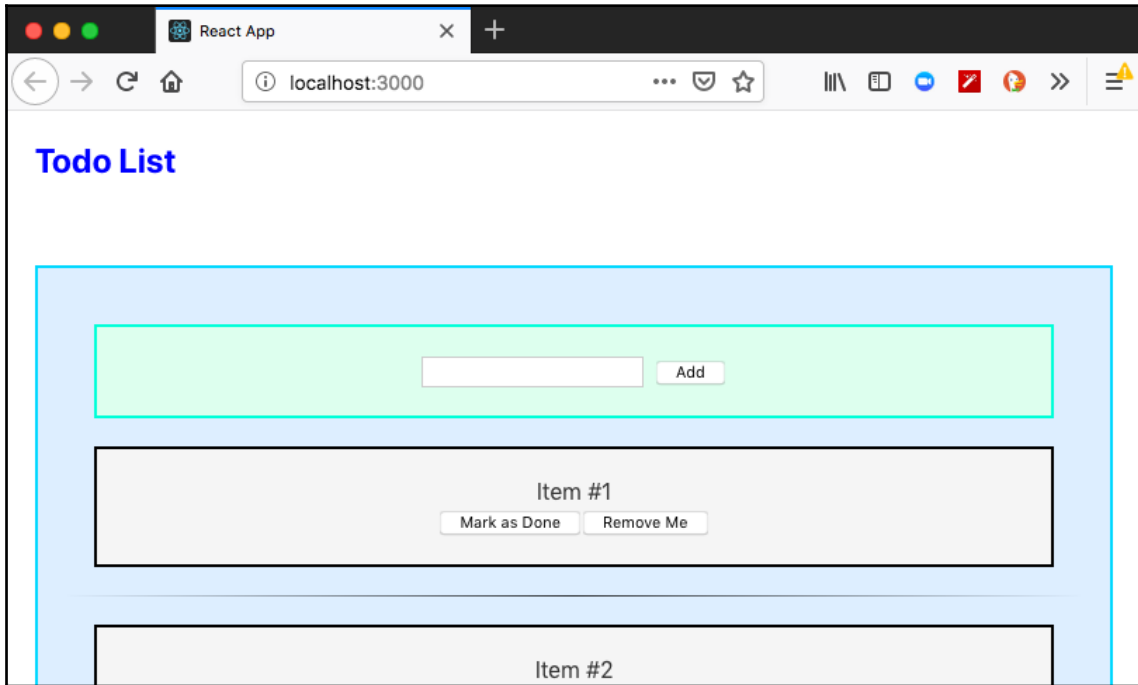 React App
localhost:3000
Todo List
Add
Item #1
Mark as Done Remove Me
Item #2